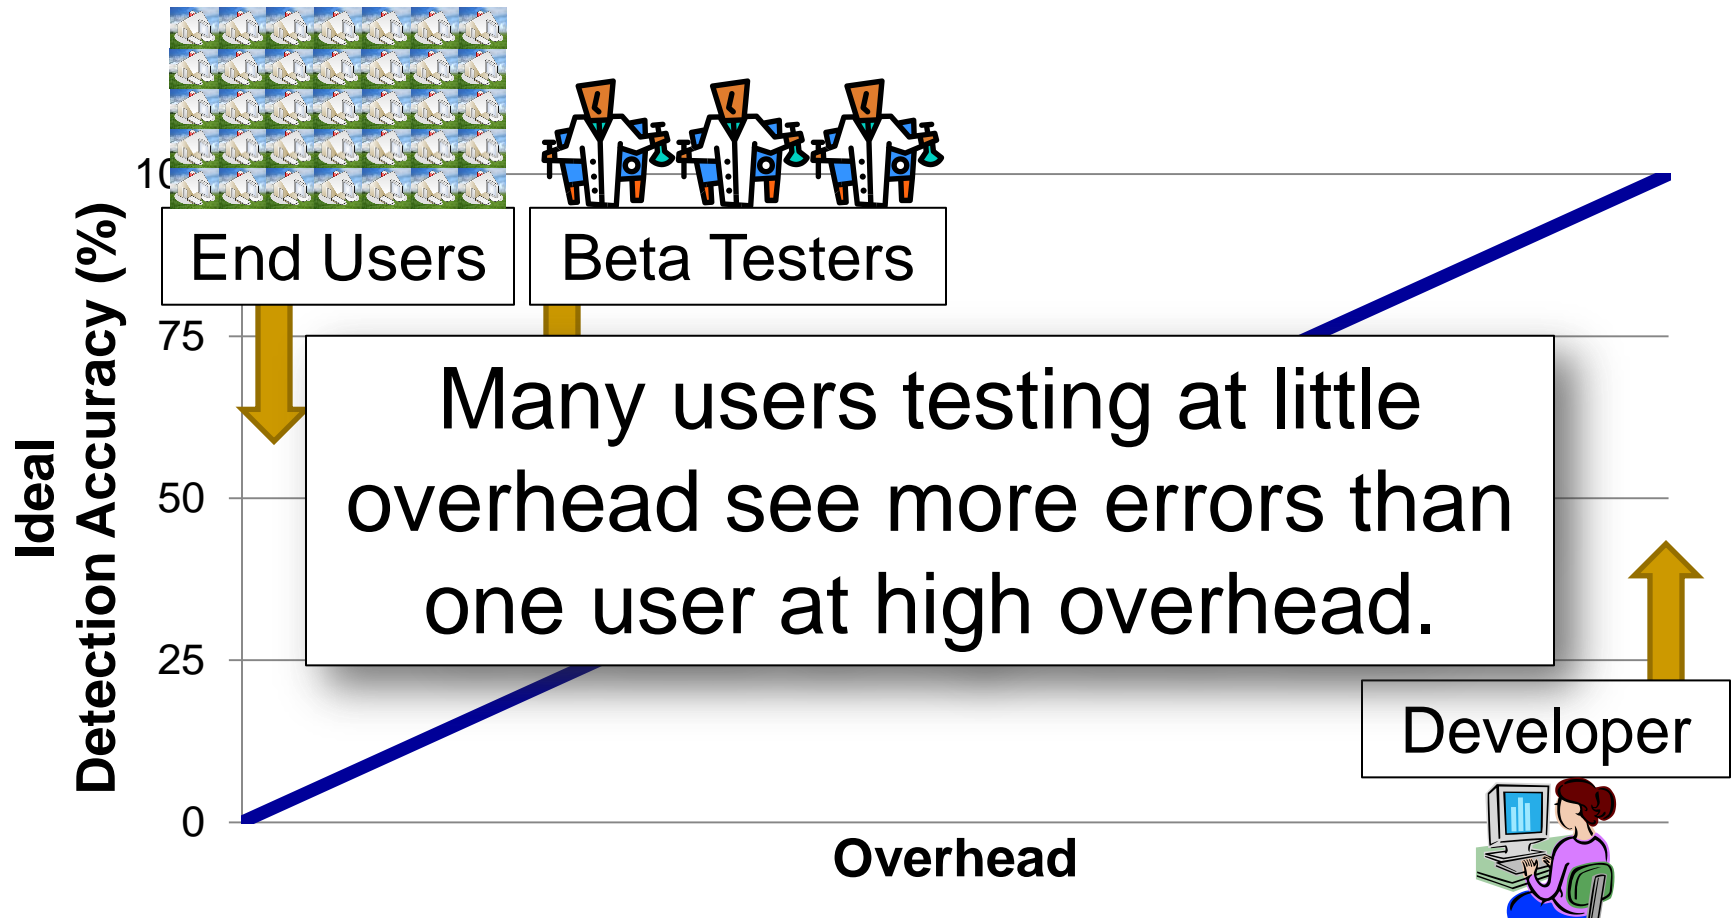 End Users
Beta Testers
75
50
25
0
Ideal
Detection Accuracy (%)
Many users testing at little
overhead see more errors than
one user at high overhead.
Developer
Overhead